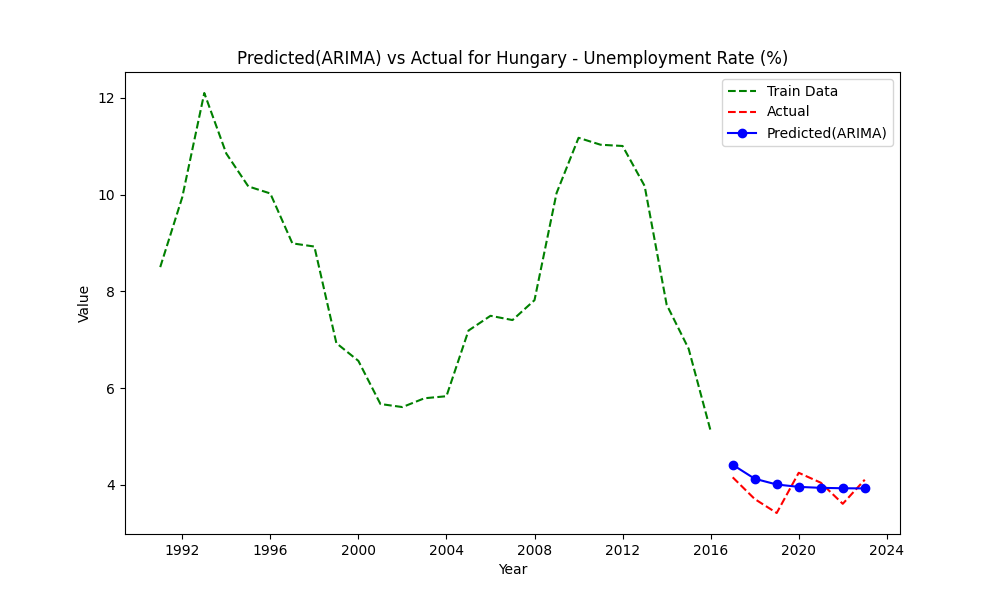 Predicted(ARIMA) vs Actual for Hungary - Unemployment Rate (%)
Train Data
Actual
Predicted(ARIMA)
12
10
8
6
4
Value
1992 1996 2000 2004 2008 2012 2016 2020 2024
Year